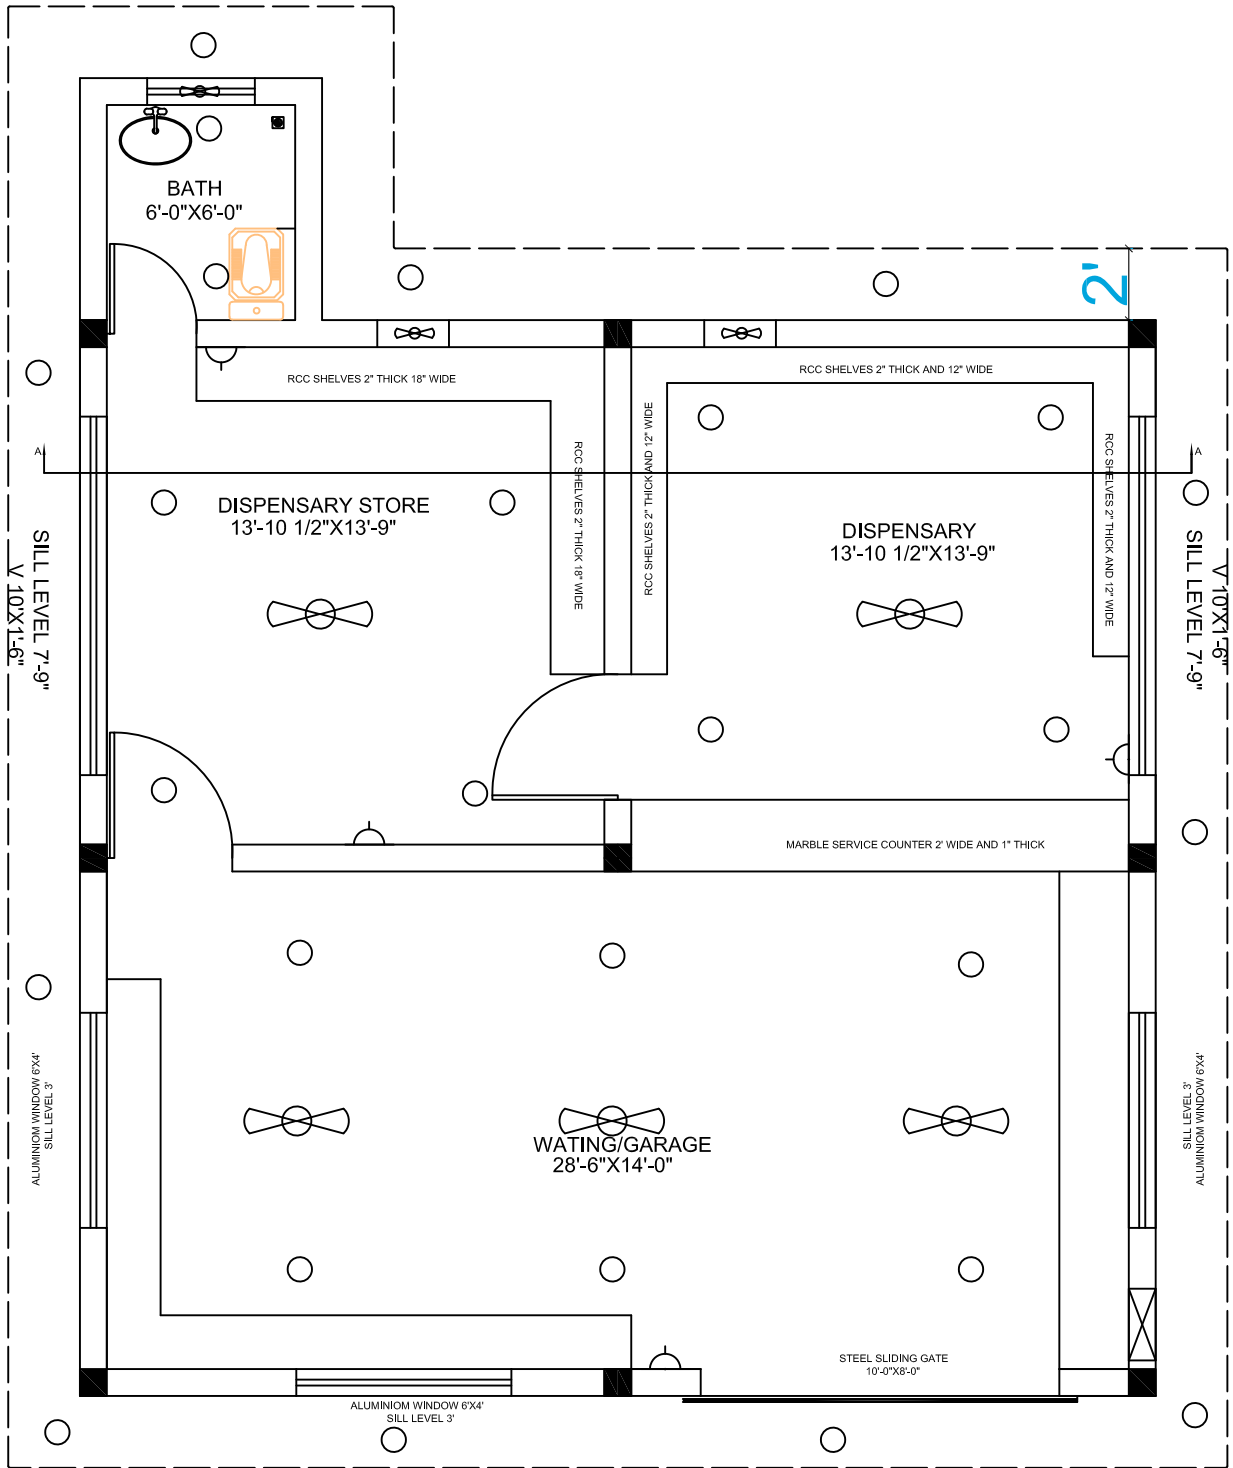 BATH
6'-0"X6'-0"
2'
RCC SHELVES 2" THICK 18" WIDE
RCC SHELVES 2" THICK AND 12" WIDE
RCC SHELVES 2" THICK 18" WIDE
RCC SHELVES 2" THICK AND 12" WIDE
RCC SHELVES 2" THICK AND 12" WIDE
A
A
DISPENSARY STORE
13'-10 1/2"X13'-9"
DISPENSARY
13'-10 1/2"X13'-9"
SILL LEVEL 7'-9"
V 10'X1'-6"
V 10'X1'-6"
SILL LEVEL 7'-9"
MARBLE SERVICE COUNTER 2' WIDE AND 1" THICK
ALUMINIOM WINDOW 6'X4'
SILL LEVEL 3'
SILL LEVEL 3'
ALUMINIOM WINDOW 6'X4'
WATING/GARAGE
28'-6"X14'-0"
STEEL SLIDING GATE
10'-0"X8'-0"
ALUMINIOM WINDOW 6'X4'
SILL LEVEL 3'